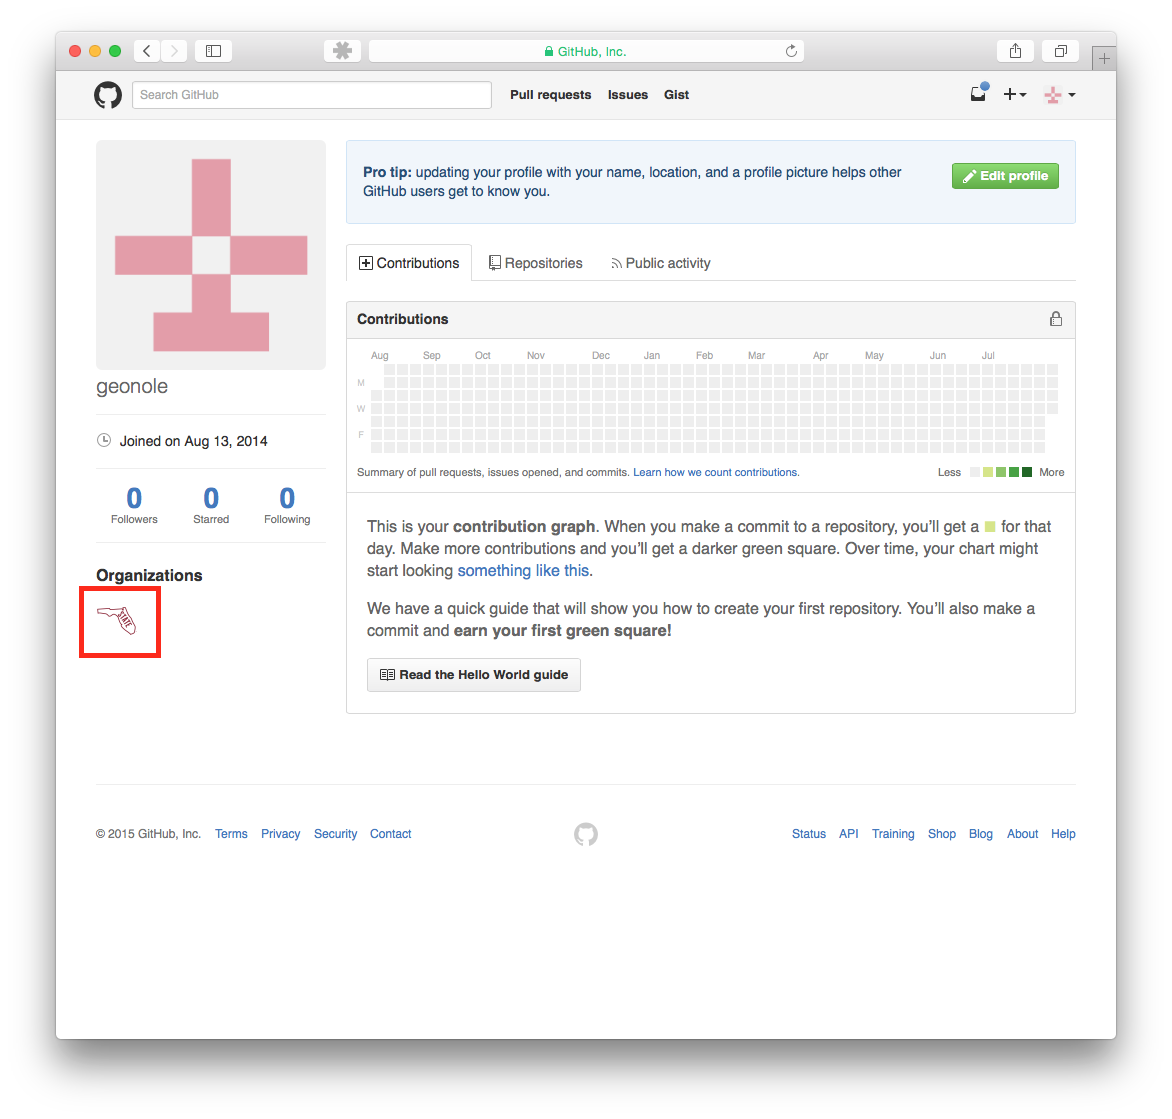 GitHub, Inc.
Search GitHub
Pull requests
Issues
Gist
Pro tip: updating your profile with your name, location, and a profile picture helps other
GitHub users get to know you.
Edit profile
Contributions
Repositories
Public activity
Contributions
Aug Sep Oct Nov Dec Jan Feb Mar Apr May Jun Jul
M
W
F
Summary of pull requests, issues opened, and commits. Learn how we count contributions.
Less
More
geonole
Joined on Aug 13, 2014
0
Followers
0
Starred
0
Following
Organizations
STATE
This is your contribution graph. When you make a commit to a repository, you’ll get a for that
day. Make more contributions and you’ll get a darker green square. Over time, your chart might
start looking something like this.
We have a quick guide that will show you how to create your first repository. You’ll also make a
commit and earn your first green square!
Read the Hello World guide
© 2015 GitHub, Inc. Terms Privacy Security Contact
Status API Training Shop Blog About Help